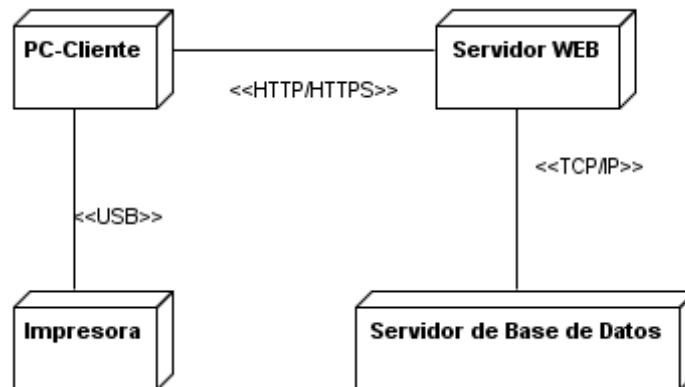 PC-Cliente
Servidor WEB
<<HTTP/HTTPS>>
<<TCP/IP>>
<<USB>>
Impresora
Servidor de Base de Datos